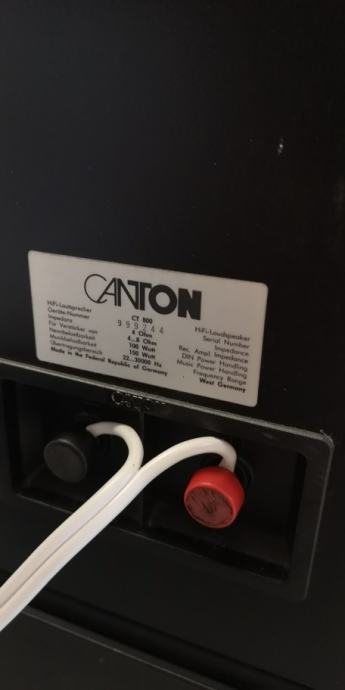 CANTON
HiFi-Lautsprecher CT 800 HiFi-Loudspeaker
Geräte-Nummer 999244 Serial Number
Impedanz 4 Ohm Impedance
Für Verstärker von 4...8 Ohm Rec. Ampl. Impedance
Nennbelastbarkeit 100 Watt DIN Power Handling
Musikbelastbarkeit 150 Watt Music Power Handling
Übertragungsbereich 22...30000 Hz Frequency Range
Made in the Federal Republic of Germany West Germany